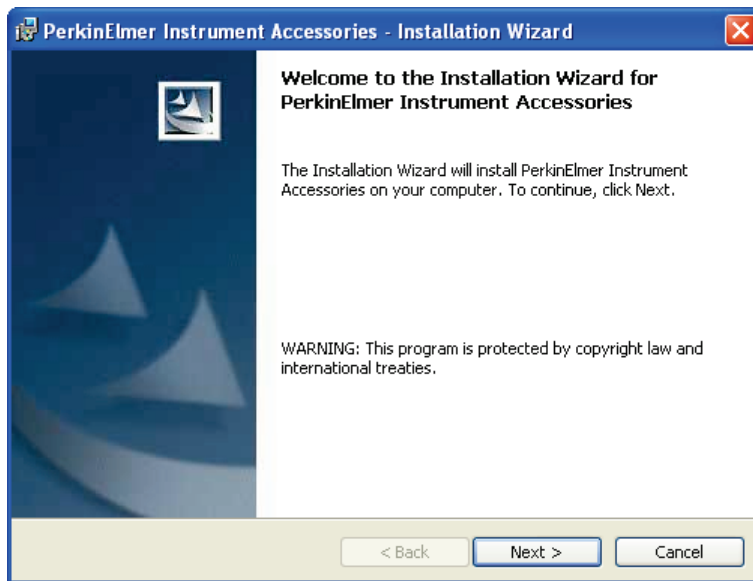 PerkinElmer Instrument Accessories - Installation Wizard
Welcome to the Installation Wizard for
PerkinElmer Instrument Accessories
The Installation Wizard will install PerkinElmer Instrument
Accessories on your computer. To continue, click Next.
WARNING: This program is protected by copyright law and
international treaties.
< Back
Next >
Cancel